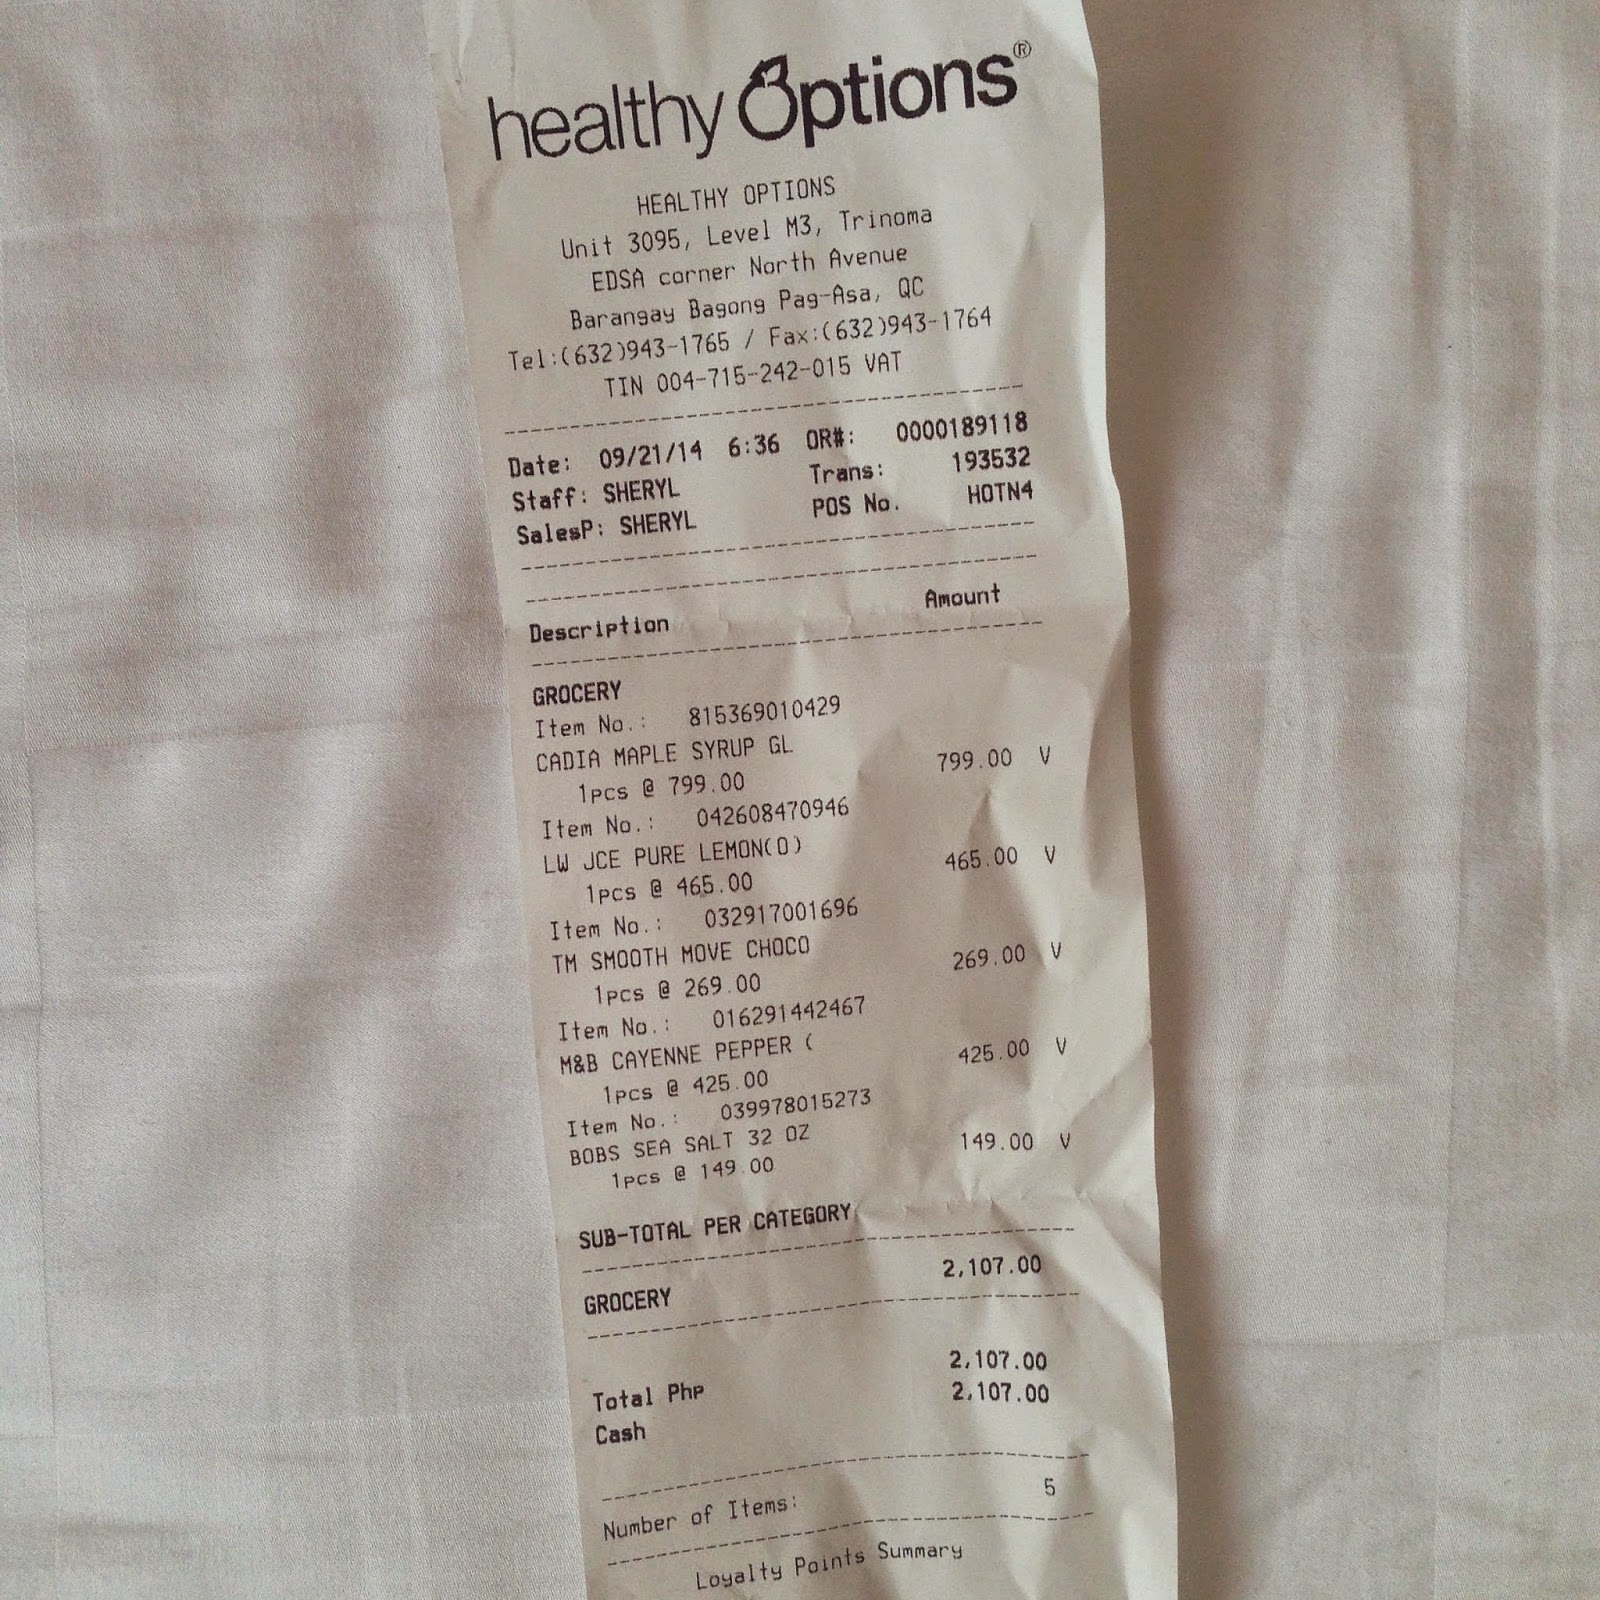 healthy Options®
HEALTHY OPTIONS
Unit 3095, Level M3, Trinoma
EDSA corner North Avenue
Barangay Bagong Pag-Asa, QC
Tel:(632)943-1765 / Fax:(632)943-1764
TIN 004-715-242-015 VAT
Date: 09/21/14 6:36 OR#: 0000189118
Staff: SHERYL Trans: 193532
SalesP: SHERYL POS No. HOTN4
Description Amount
GROCERY
Item No.: 815369010429
CADIA MAPLE SYRUP GL
1pcs @ 799.00 799.00 V
Item No.: 042608470946
LW JCE PURE LEMON(O)
1pcs @ 465.00 465.00 V
Item No.: 032917001696
TM SMOOTH MOVE CHOCO
1pcs @ 269.00 269.00 V
Item No.: 016291442467
M&B CAYENNE PEPPER (
1pcs @ 425.00 425.00 V
Item No.: 039978015273
BOBS SEA SALT 32 OZ
1pcs @ 149.00 149.00 V
SUB-TOTAL PER CATEGORY
GROCERY 2,107.00
Total Php 2,107.00
Cash 2,107.00
Number of Items: 5
Loyalty Points Summary